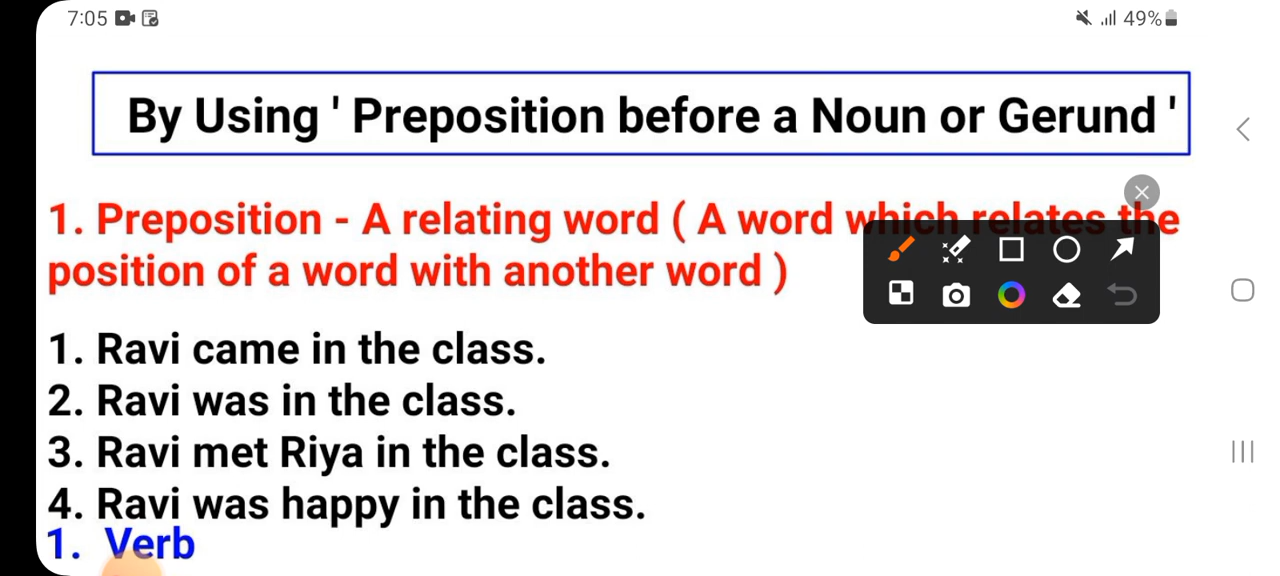 7:05
49%
By Using ' Preposition before a Noun or Gerund '
1. Preposition - A relating word ( A word which relates the
position of a word with another word )
1. Ravi came in the class.
2. Ravi was in the class.
3. Ravi met Riya in the class.
4. Ravi was happy in the class.
1. Verb